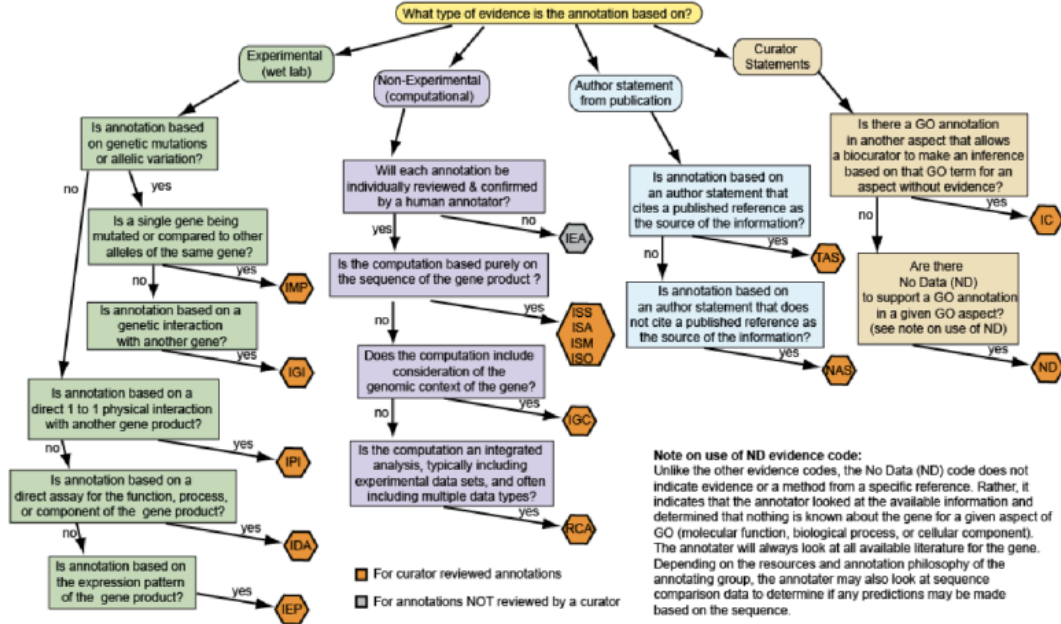 What type of evidence is the annotation based on?
Experimental
(wet lab)
Non-Experimental
(computational)
Author statement
from publication
Curator
Statements
Is annotation based
on genetic mutations
or allelic variation?
no
yes
Is a single gene being
mutated or compared to other
alleles of the same gene?
no
yes
IMP
Is annotation based on a
genetic interaction
with another gene?
yes
IGI
Is annotation based on a
direct 1 to 1 physical interaction
with another gene product?
no
yes
IPI
Is annotation based on a
direct assay for the function, process,
or component of the gene product?
no
yes
IDA
Is annotation based on
the expression pattern
of the gene product?
yes
IEP
Will each annotation be
individually reviewed & confirmed
by a human annotator?
yes
no
IEA
Is the computation based purely on
the sequence of the gene product ?
no
yes
ISS
ISA
ISM
ISO
Does the computation include
consideration of the
genomic context of the gene?
no
yes
IGC
Is the computation an integrated
analysis, typically including
experimental data sets, and often
including multiple data types?
yes
RCA
Is annotation based on
an author statement that
cites a published reference as
the source of the information?
no
yes
TAS
Is annotation based on
an author statement that does
not cite a published reference as
the source of the information?
yes
NAS
Is there a GO annotation
in another aspect that allows
a biocurator to make an inference
based on that GO term for an
aspect without evidence?
no
yes
IC
Are there
No Data (ND)
to support a GO annotation
in a given GO aspect?
(see note on use of ND)
yes
ND
For curator reviewed annotations
For annotations NOT reviewed by a curator
Note on use of ND evidence code:
Unlike the other evidence codes, the No Data (ND) code does not
indicate evidence or a method from a specific reference. Rather, it
indicates that the annotator looked at the available information and
determined that nothing is known about the gene for a given aspect of
GO (molecular function, biological process, or cellular component).
The annotater will always look at all available literature for the gene.
Depending on the resources and annotation philosophy of the
annotating group, the annotater may also look at sequence
comparison data to determine if any predictions may be made
based on the sequence.